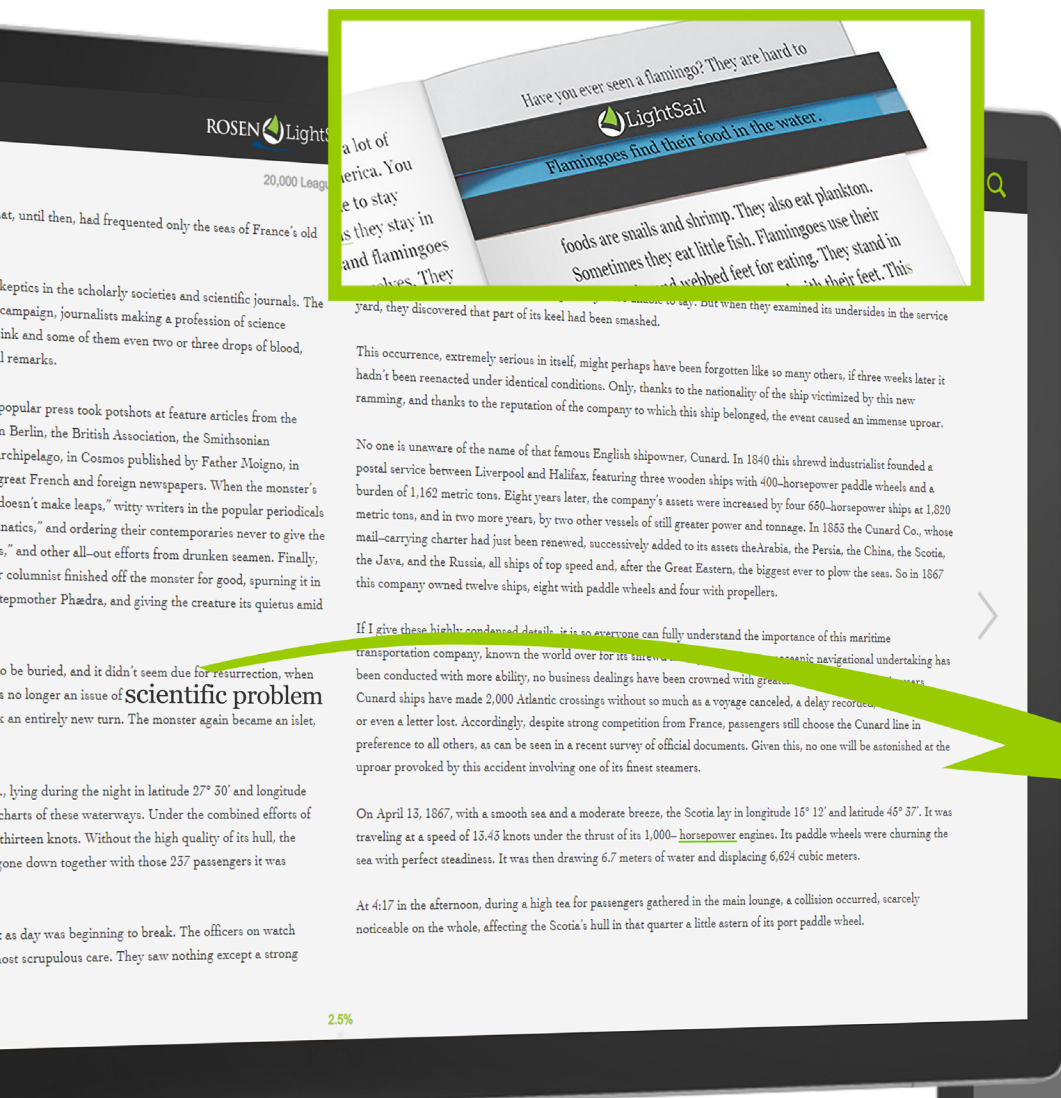 ROSEN LightS
20,000 Leagu
at, until then, had frequented only the seas of France's old
keptics in the scholarly societies and scientific journals. The
campaign, journalists making a profession of science
ink and some of them even two or three drops of blood,
l remarks.
popular press took potshots at feature articles from the
n Berlin, the British Association, the Smithsonian
rchipelago, in Cosmos published by Father Moigno, in
great French and foreign newspapers. When the monster's
doesn't make leaps," witty writers in the popular periodicals
natics," and ordering their contemporaries never to give the
s," and other all–out efforts from drunken seamen. Finally,
r columnist finished off the monster for good, spurning it in
tepmother Phædra, and giving the creature its quietus amid
o be buried, and it didn't seem due for resurrection, when
s no longer an issue of scientific problem
k an entirely new turn. The monster again became an islet,
., lying during the night in latitude 27° 30' and longitude
charts of these waterways. Under the combined efforts of
thirteen knots. Without the high quality of its hull, the
gone down together with those 237 passengers it was
t as day was beginning to break. The officers on watch
most scrupulous care. They saw nothing except a strong
a lot of
erica. You
e to stay
as they stay in
and flamingoes
selves. They
Have you ever seen a flamingo? They are hard to
LightSail
Flamingoes find their food in the water.
foods are snails and shrimp. They also eat plankton.
Sometimes they eat little fish. Flamingoes use their
and webbed feet for eating. They stand in
with their feet. This
unable to say. But when they examined its undersides in the service
yard, they discovered that part of its keel had been smashed.
This occurrence, extremely serious in itself, might perhaps have been forgotten like so many others, if three weeks later it
hadn't been reenacted under identical conditions. Only, thanks to the nationality of the ship victimized by this new
ramming, and thanks to the reputation of the company to which this ship belonged, the event caused an immense uproar.
No one is unaware of the name of that famous English shipowner, Cunard. In 1840 this shrewd industrialist founded a
postal service between Liverpool and Halifax, featuring three wooden ships with 400–horsepower paddle wheels and a
burden of 1,162 metric tons. Eight years later, the company's assets were increased by four 650–horsepower ships at 1,820
metric tons, and in two more years, by two other vessels of still greater power and tonnage. In 1853 the Cunard Co., whose
mail–carrying charter had just been renewed, successively added to its assets theArabia, the Persia, the China, the Scotia,
the Java, and the Russia, all ships of top speed and, after the Great Eastern, the biggest ever to plow the seas. So in 1867
this company owned twelve ships, eight with paddle wheels and four with propellers.
If I give these highly condensed details, it is so everyone can fully understand the importance of this maritime
transportation company, known the world over for its shrewd oceanic navigational undertaking has
been conducted with more ability, no business dealings have been crowned with greater
Cunard ships have made 2,000 Atlantic crossings without so much as a voyage canceled, a delay recorded,
or even a letter lost. Accordingly, despite strong competition from France, passengers still choose the Cunard line in
preference to all others, as can be seen in a recent survey of official documents. Given this, no one will be astonished at the
uproar provoked by this accident involving one of its finest steamers.
On April 13, 1867, with a smooth sea and a moderate breeze, the Scotia lay in longitude 15° 12' and latitude 45° 37'. It was
traveling at a speed of 13.43 knots under the thrust of its 1,000– horsepower engines. Its paddle wheels were churning the
sea with perfect steadiness. It was then drawing 6.7 meters of water and displacing 6,624 cubic meters.
At 4:17 in the afternoon, during a high tea for passengers gathered in the main lounge, a collision occurred, scarcely
noticeable on the whole, affecting the Scotia's hull in that quarter a little astern of its port paddle wheel.
2.5%